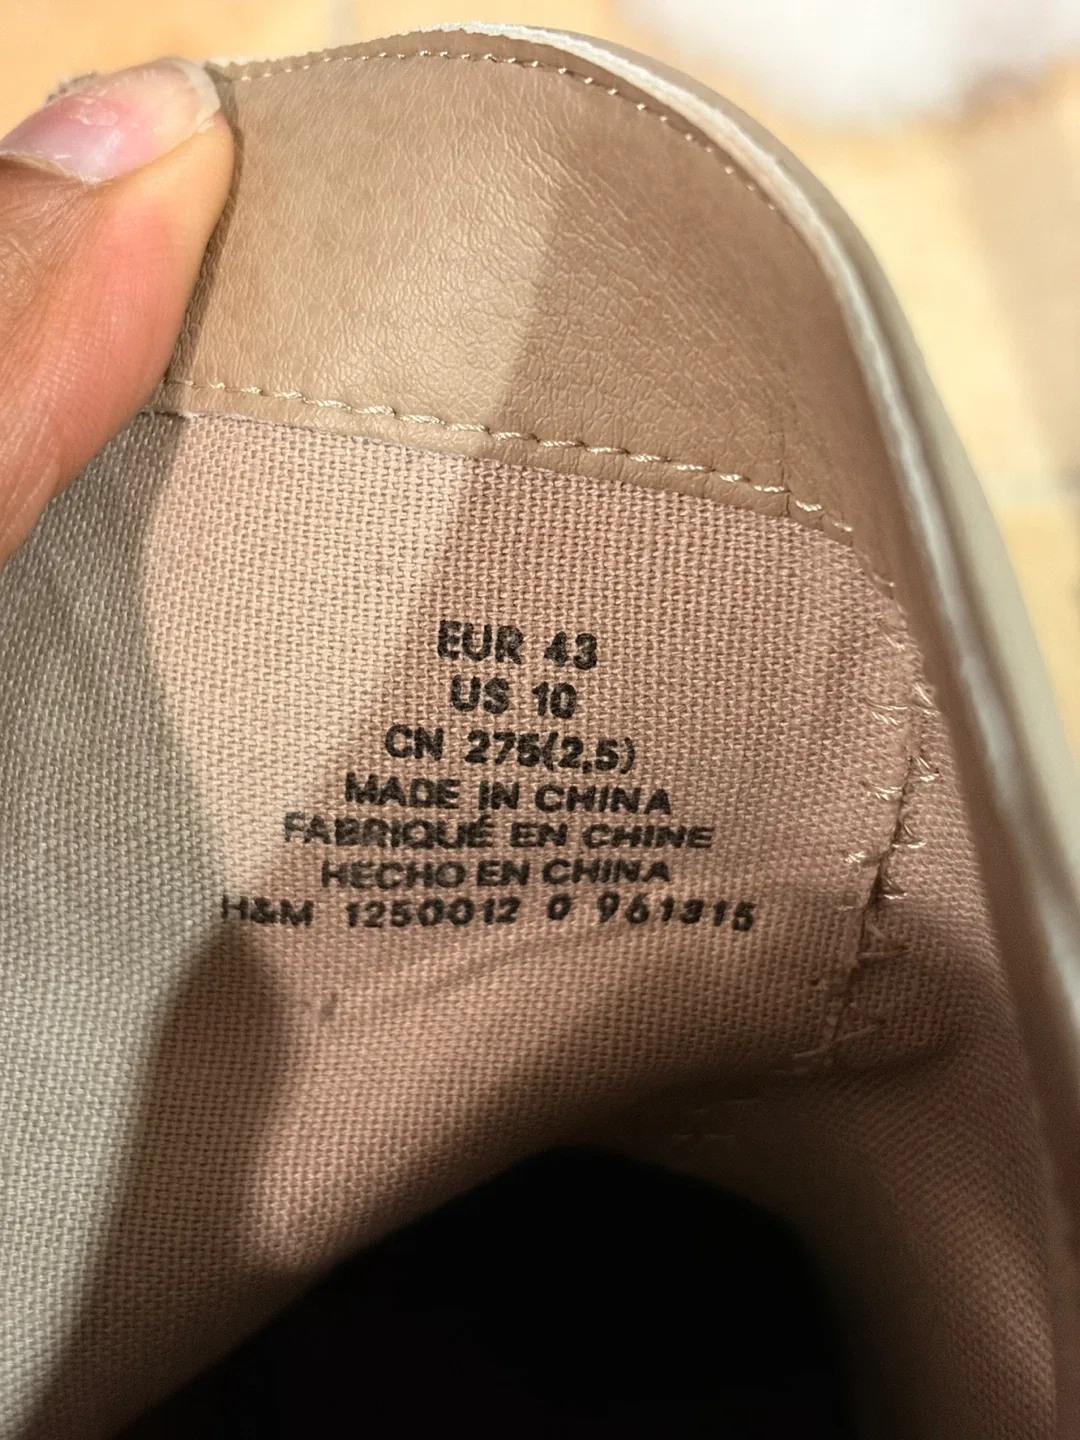 EUR 43
US 10
CN 275(2,5)
MADE IN CHINA
FABRIQUÉ EN CHINE
HECHO EN CHINA
H&M 1250012 0 961315